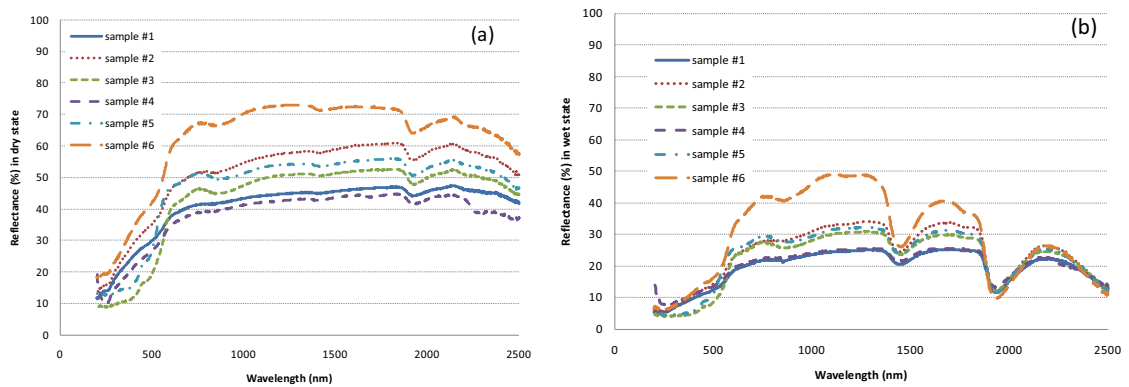 (a)
Reflectance (%) in dry state
100
90
80
70
60
50
40
30
20
10
0
sample #1
sample #2
sample #3
sample #4
sample #5
sample #6
0
500
1000
1500
2000
2500
Wavelength (nm)
(b)
Reflectance (%) in wet state
100
90
80
70
60
50
40
30
20
10
0
sample #1
sample #2
sample #3
sample #4
sample #5
sample #6
0
500
1000
1500
2000
2500
Wavelength (nm)